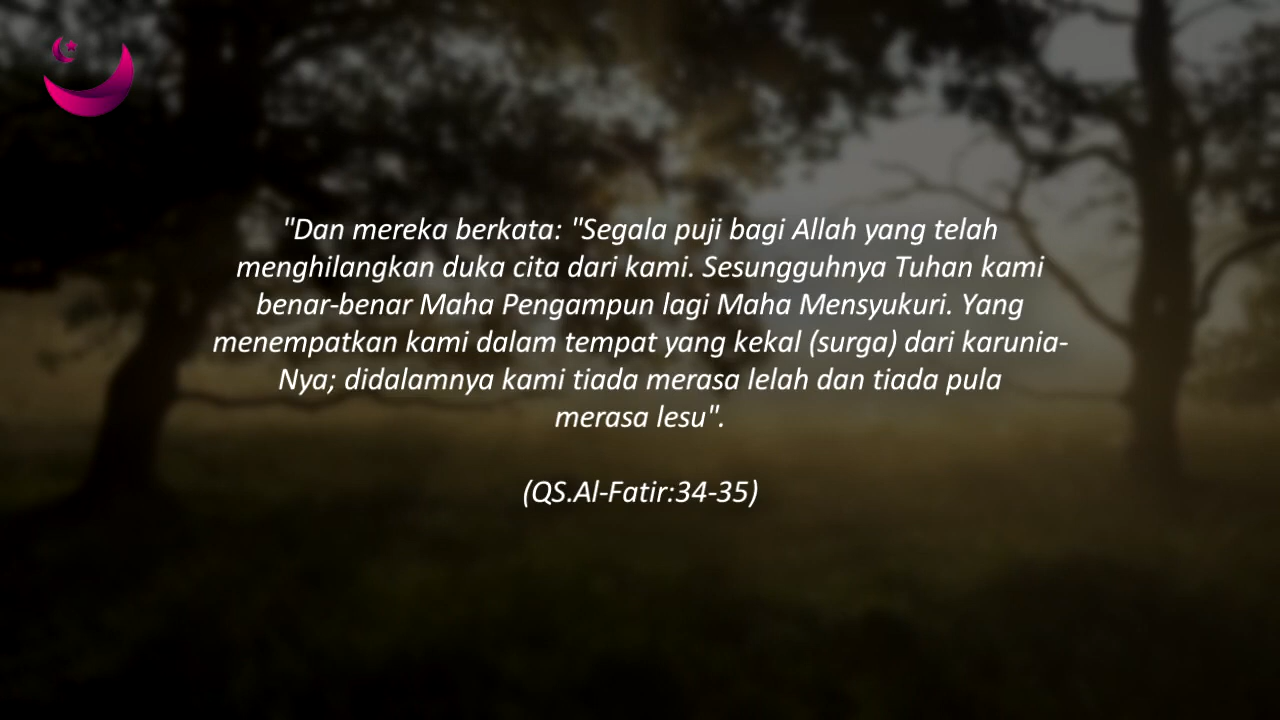 "Dan mereka berkata: "Segala puji bagi Allah yang telah
menghilangkan duka cita dari kami. Sesungguhnya Tuhan kami
benar-benar Maha Pengampun lagi Maha Mensyukuri. Yang
menempatkan kami dalam tempat yang kekal (surga) dari karunia-
Nya; didalamnya kami tiada merasa lelah dan tiada pula
merasa lesu".
(QS.Al-Fatir:34-35)